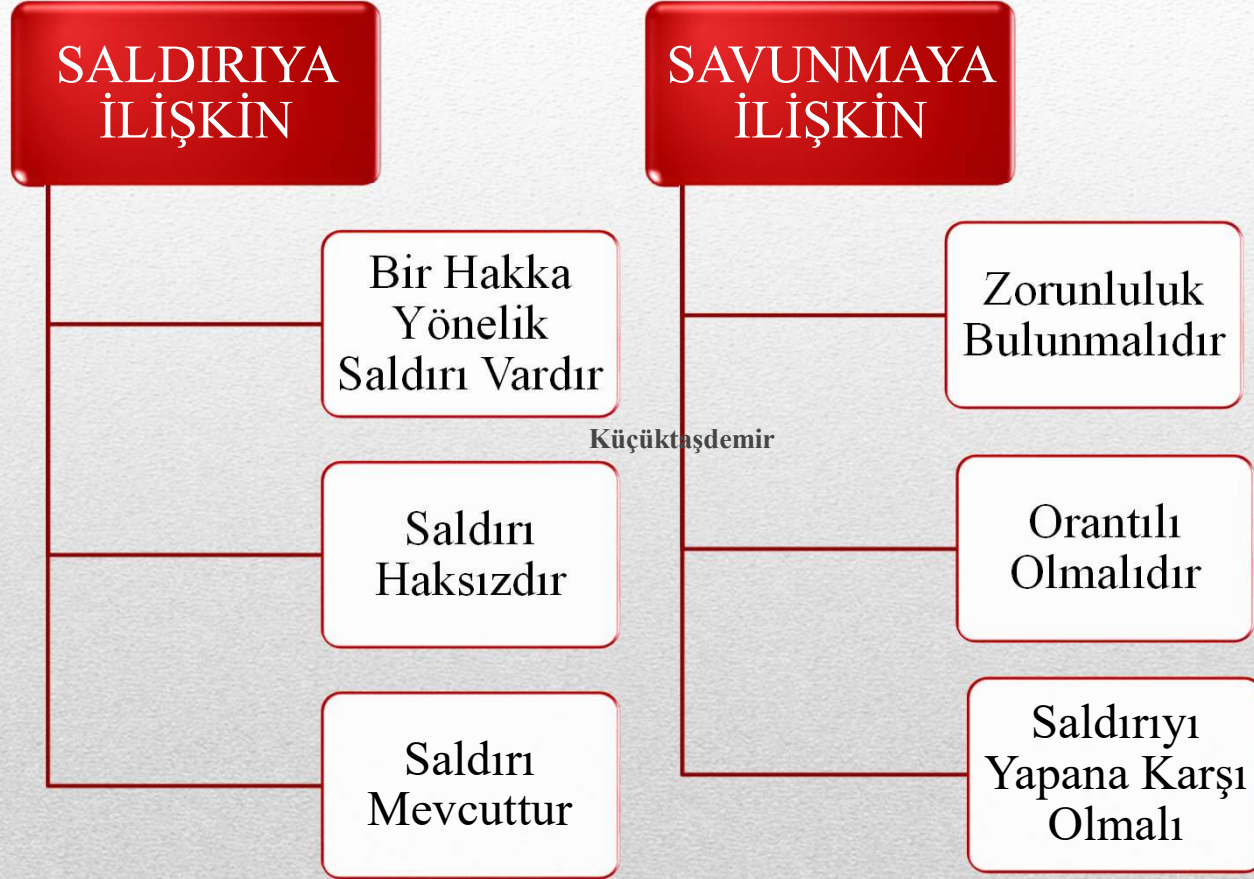 SALDIRIYA
İLİŞKİN
Bir Hakka
Yönelik
Saldırı Vardır
Saldırı
Haksızdır
Saldırı
Mevcuttur
SAVUNMAYA
İLİŞKİN
Zorunluluk
Bulunmalıdır
Orantılı
Olmalıdır
Saldırıyı
Yapana Karşı
Olmalı
Küçüktaşdemir